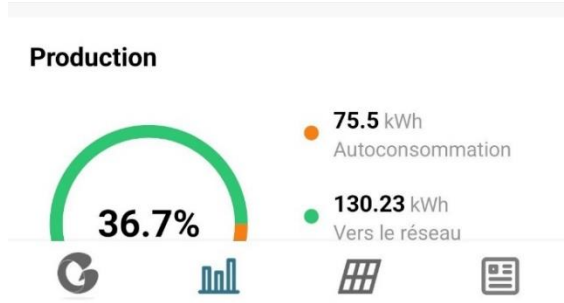 Production
75.5 kWh
Autoconsommation
36.7%
130.23 kWh
Vers le réseau